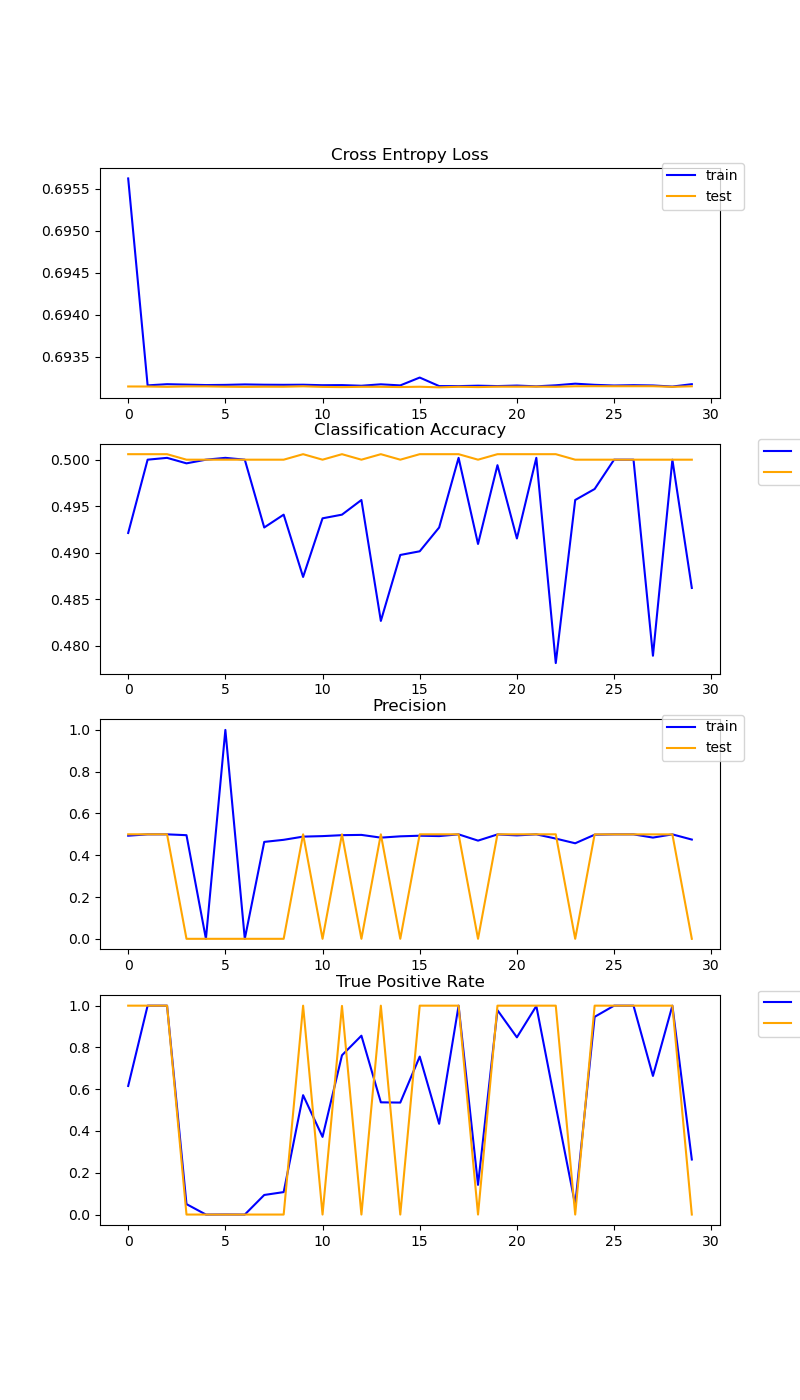 Cross Entropy Loss
train
test
0.6955
0.6950
0.6945
0.6940
0.6935
0 5 10 15 20 25 30
Classification Accuracy
0.500
0.495
0.490
0.485
0.480
0 5 10 15 20 25 30
Precision
train
test
1.0
0.8
0.6
0.4
0.2
0.0
0 5 10 15 20 25 30
True Positive Rate
1.0
0.8
0.6
0.4
0.2
0.0
0 5 10 15 20 25 30